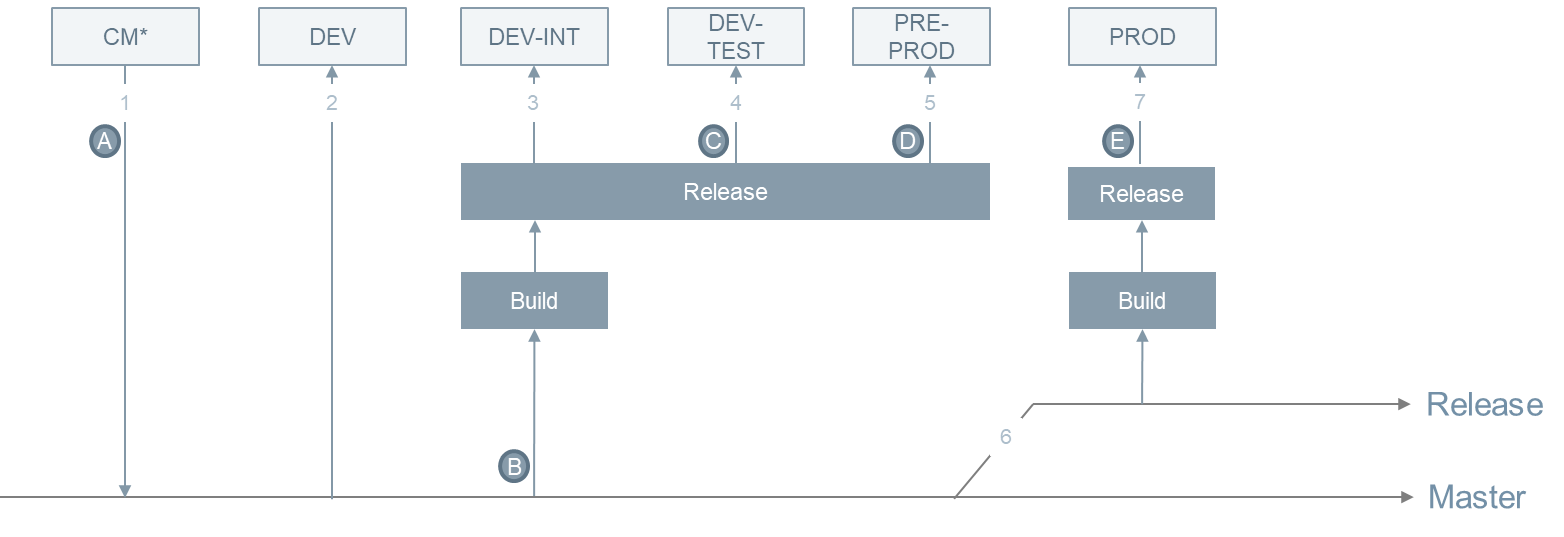 CM*
DEV
DEV-INT
DEV-
TEST
PRE-
PROD
PROD
1
2
3
4
5
7
A
C
D
E
Release
Release
Build
Build
Release
6
B
Master